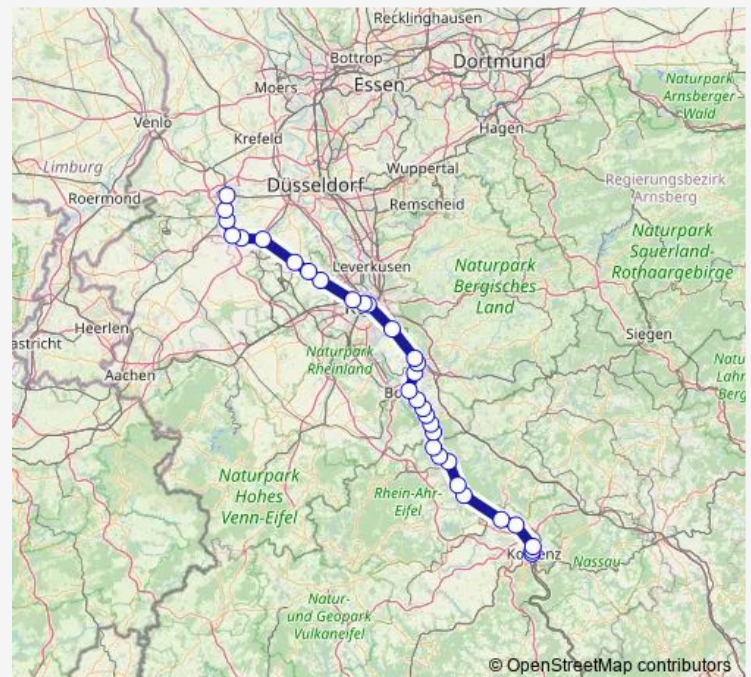 Recklinghausen
Bottrop
Dortmund
Moers
Essen
Naturpark
Arnsberger
Wald
Venlo
Hagen
Krefeld
Limburg
Wuppertal
Regierungsbezirk
Arnsberg
Roermond
Düsseldorf
Remscheid
Naturpark
Sauerland-
Rothaargebirge
Leverkusen
Naturpark
Bergisches
Land
Heerlen
Siegen
astricht
Naturpark
Rheinland
Aachen
Naturpark
Hohes
Venn-Eifel
Rhein-Ahr-
Eifel
Nassau
Natur-
und Geopark
Vulkaneifel
© OpenStreetMap contributors